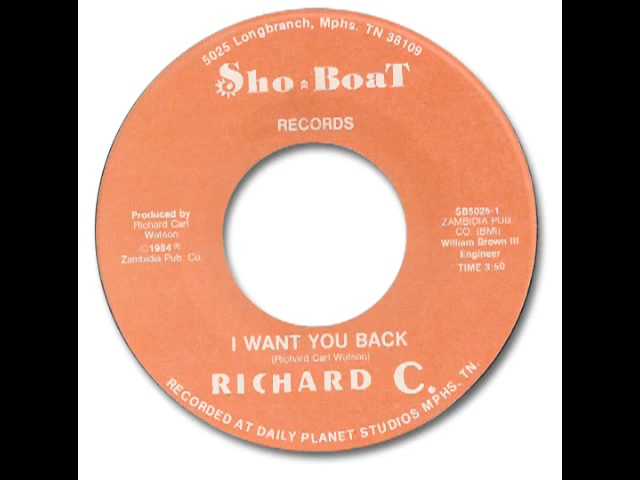 5025 Longbranch, Mphs. TN 38109
Sho-Boat
RECORDS
Produced by
Richard Carl
Watson
©1984 ℗
Zambidia Pub. Co.
SB5025-1
ZAMBIDIA PUB.
CO. (BMI)
William Brown III
Engineer
TIME 3:50
I WANT YOU BACK
(Richard Carl Watson)
RICHARD C.
RECORDED AT DAILY PLANET STUDIOS MPHS, TN.